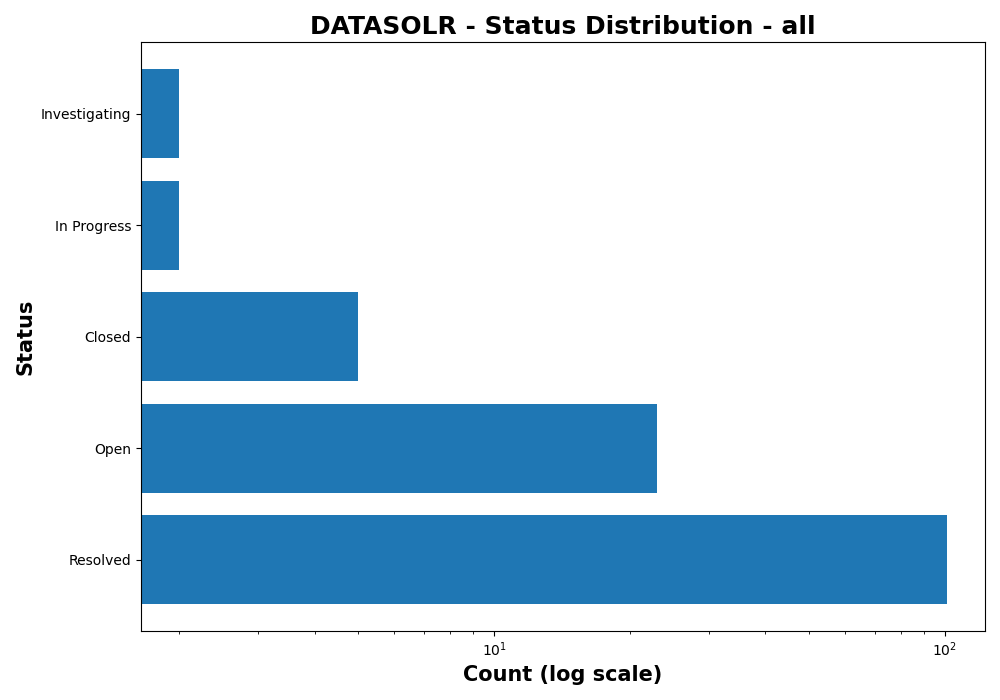 DATASOLR - Status Distribution - all
Status
Investigating
In Progress
Closed
Open
Resolved
10¹
10²
Count (log scale)